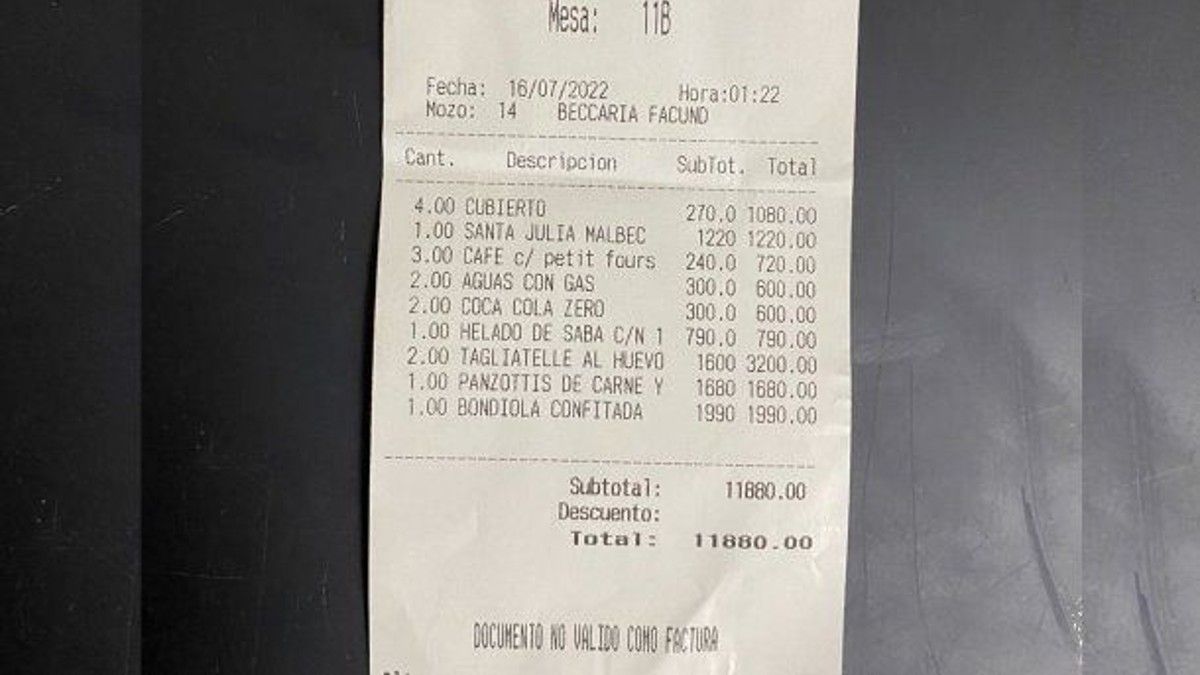 Mesa: 11B
Fecha: 16/07/2022 Hora:01:22
Mozo: 14 BECCARIA FACUND
Cant. Descripcion SubTot. Total
4.00 CUBIERTO 270.0 1080.00
1.00 SANTA JULIA MALBEC 1220 1220.00
3.00 CAFE c/ petit fours 240.0 720.00
2.00 AGUAS CON GAS 300.0 600.00
2.00 COCA COLA ZERO 300.0 600.00
1.00 HELADO DE SABA C/N 1 790.0 790.00
2.00 TAGLIATELLE AL HUEVO 1600 3200.00
1.00 PANZOTTIS DE CARNE Y 1680 1680.00
1.00 BONDIOLA CONFITADA 1990 1990.00
Subtotal: 11880.00
Descuento:
Total: 11880.00
DOCUMENTO NO VALIDO COMO FACTURA